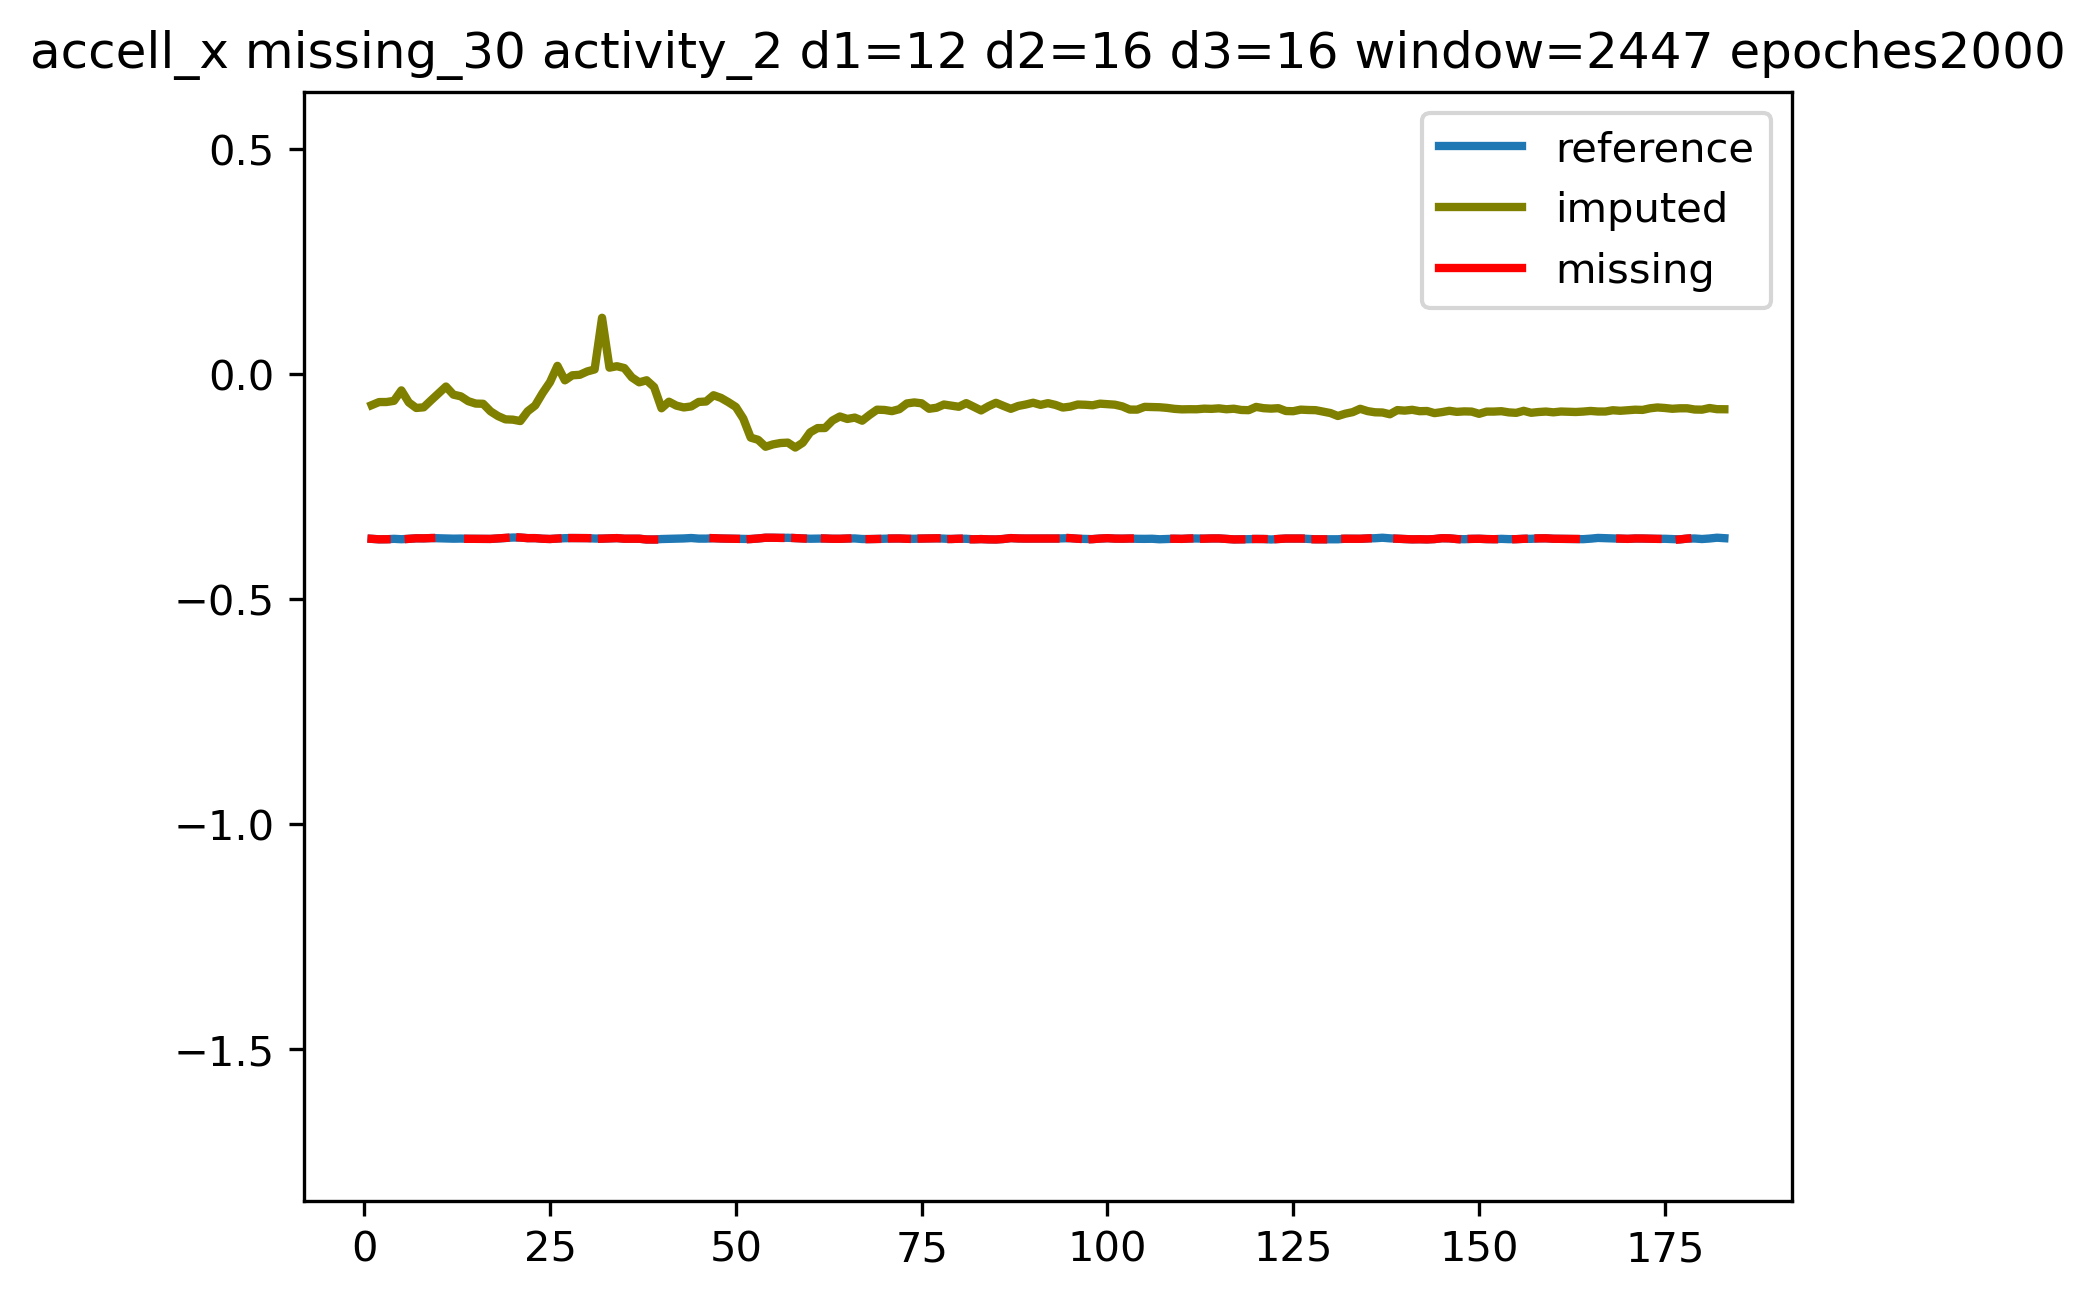 accell_x missing_30 activity_2 d1=12 d2=16 d3=16 window=2447 epoches2000
0.5
0.0
−0.5
−1.0
−1.5
reference
imputed
missing
0 25 50 75 100 125 150 175